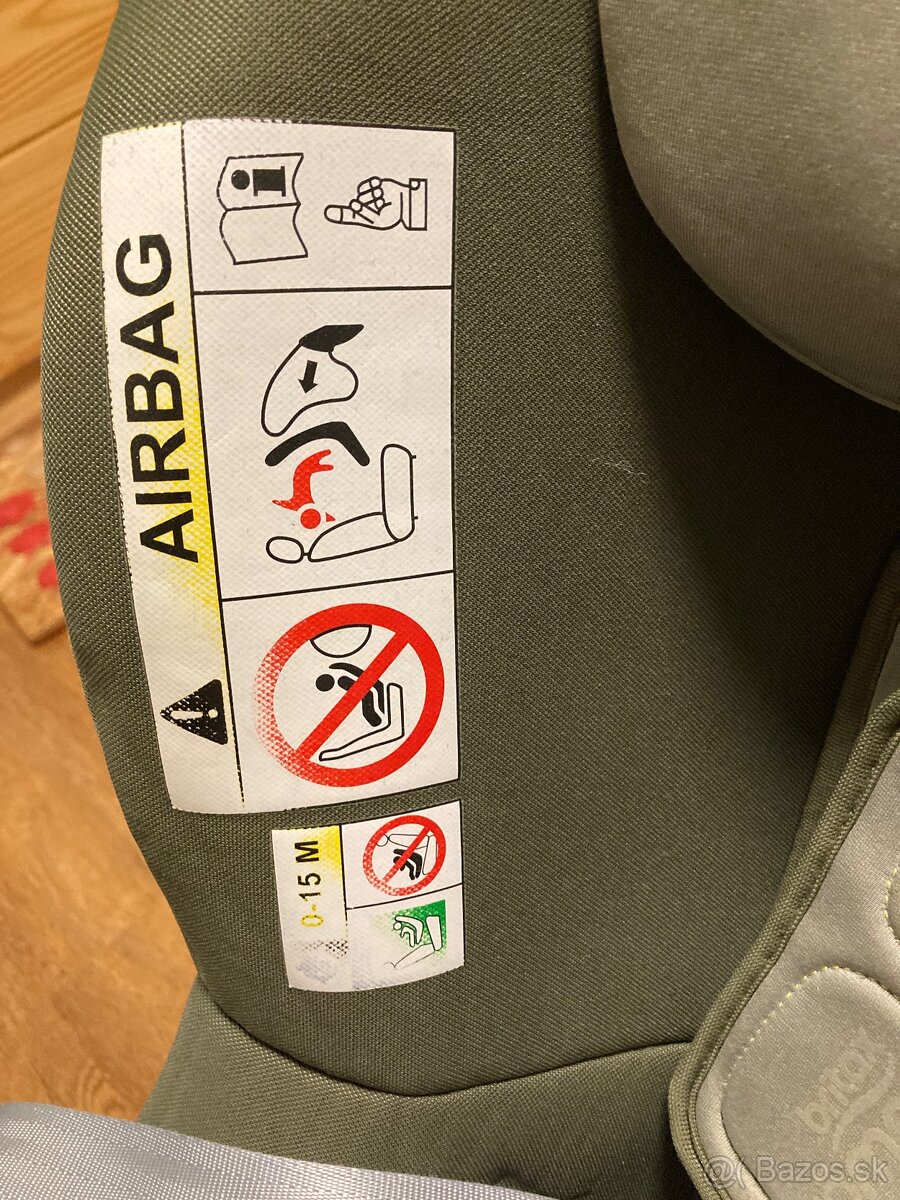 AIRBAG
i
0-15 M
britax
@( Bazos.sk